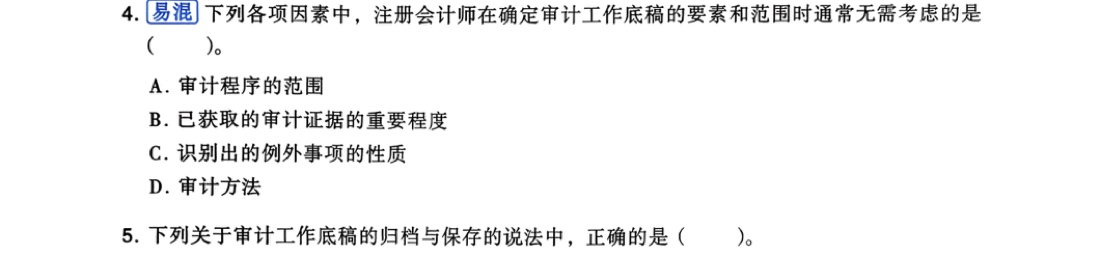 4. 易混 下列各项因素中，注册会计师在确定审计工作底稿的要素和范围时通常无需考虑的是
（　　）。
A. 审计程序的范围
B. 已获取的审计证据的重要程度
C. 识别出的例外事项的性质
D. 审计方法
5. 下列关于审计工作底稿的归档与保存的说法中，正确的是（　　）。